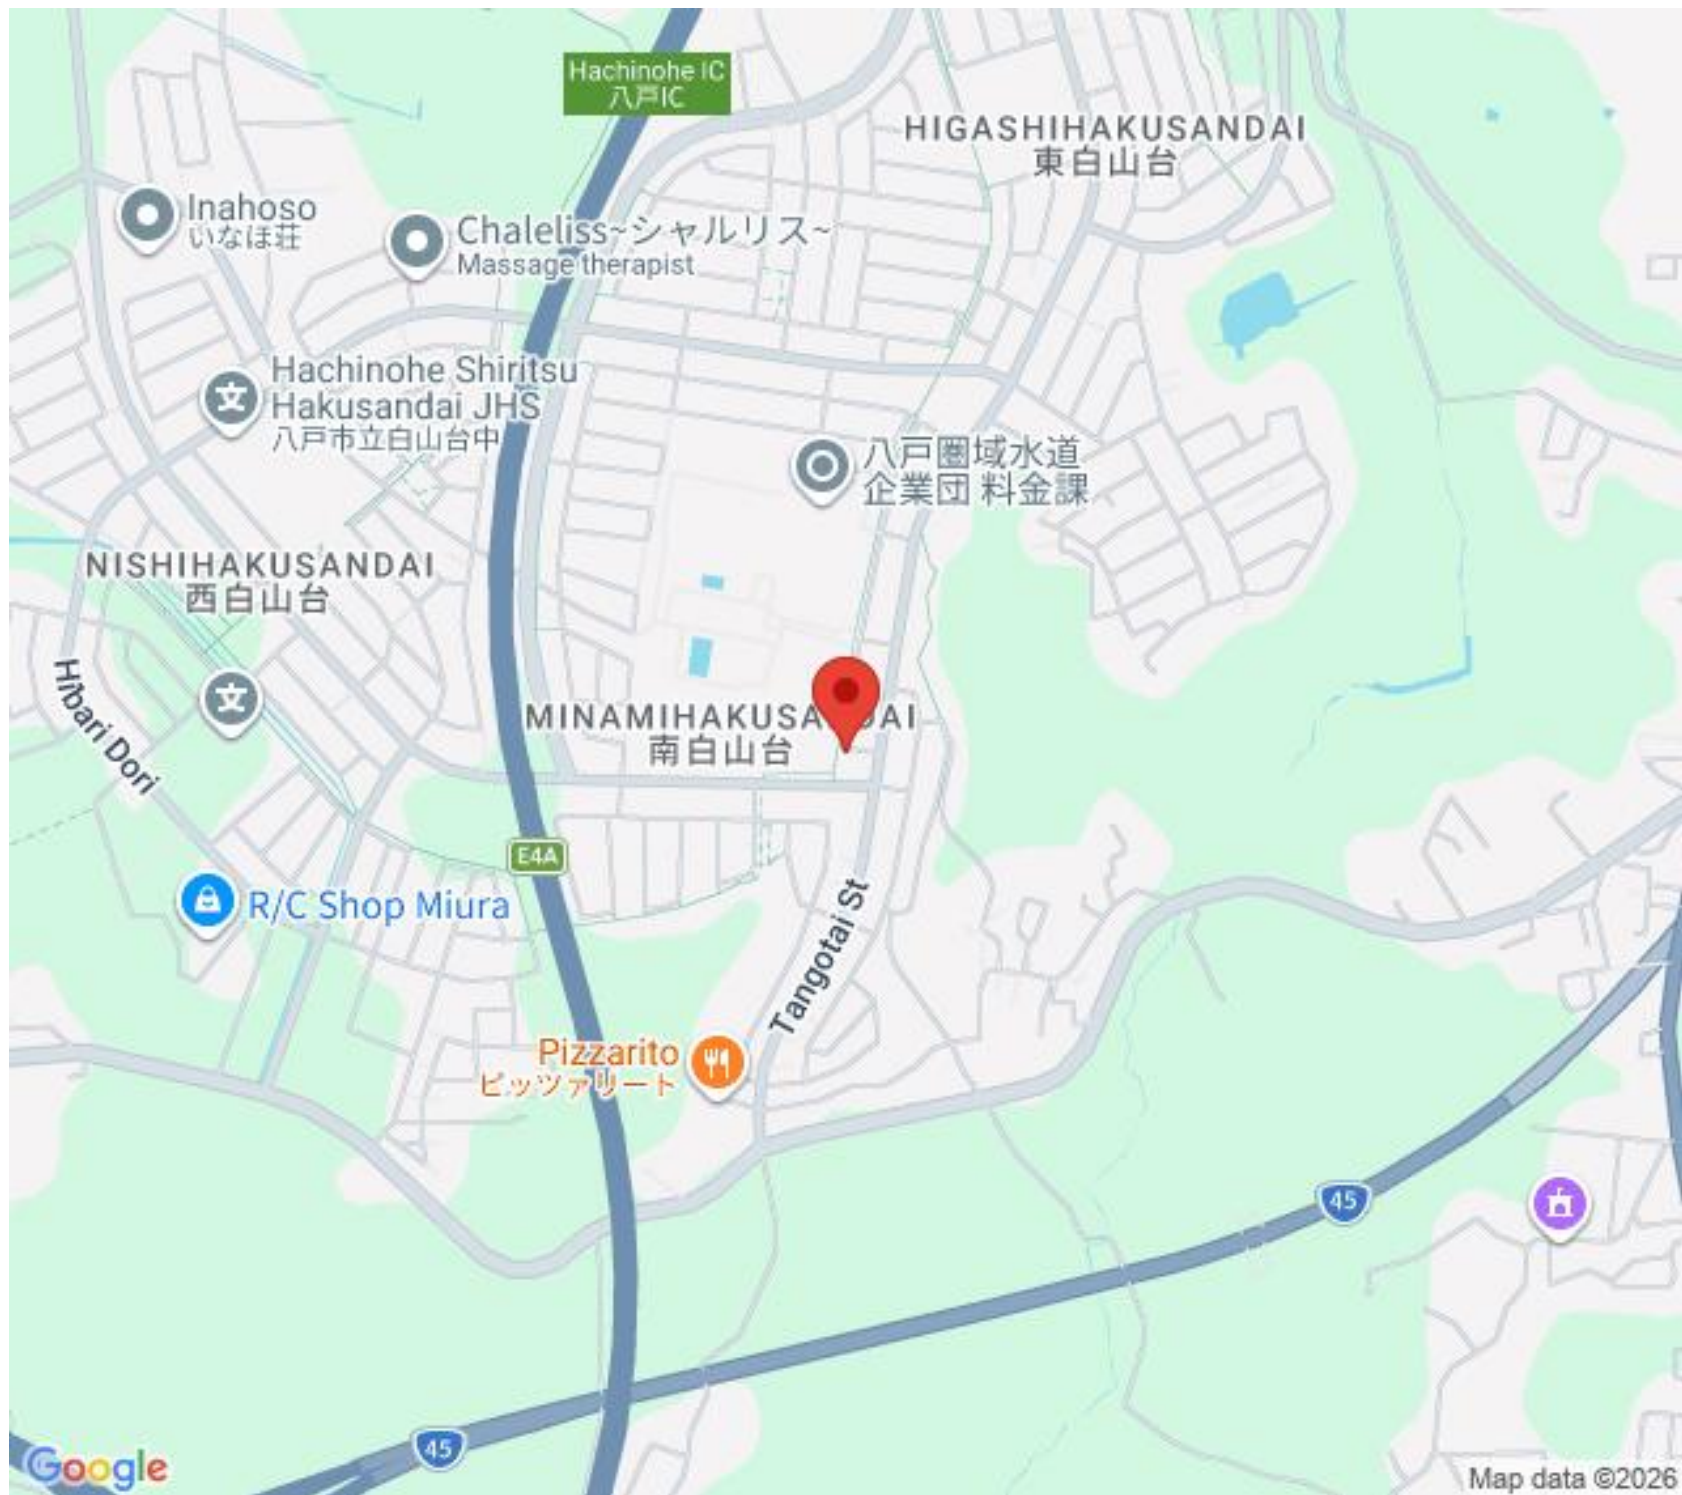 Hachinohe IC
八戸IC
HIGASHIHAKUSANDAI
東白山台
Inahoso
いなほ荘
Chaleliss~シャルリス~
Massage therapist
Hachinohe Shiritsu
Hakusandai JHS
八戸市立白山台中
八戸圏域水道
企業団 料金課
NISHIHAKUSANDAI
西白山台
文
文
Hibari Dori
MINAMIHAKUSANDAI
南白山台
E4A
R/C Shop Miura
Tangotai St
Pizzarito
ピッツァリート
45
45
Google
Map data ©2026